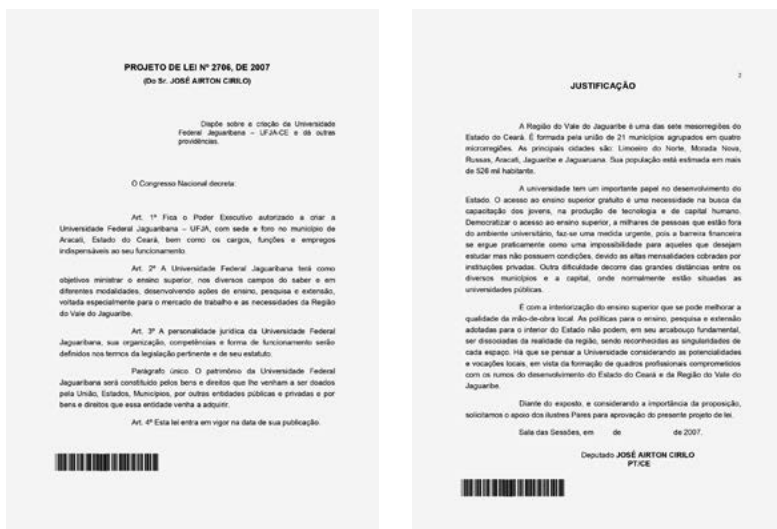 PROJETO DE LEI Nº 2706, DE 2007
(Do Sr. JOSÉ AIRTON CIRILO)
Dispõe sobre a criação da Universidade
Federal Jaguaribana – UFJA-CE e dá outras
providências.
O Congresso Nacional decreta:
Art. 1º Fica o Poder Executivo autorizado a criar a
Universidade Federal Jaguaribana – UFJA, com sede e foro no município de
Aracati, Estado do Ceará, bem como os cargos, funções e empregos
indispensáveis ao seu funcionamento.
Art. 2º A Universidade Federal Jaguaribana terá como
objetivos ministrar o ensino superior, nos diversos campos do saber e em
diferentes modalidades, desenvolvendo ações de ensino, pesquisa e extensão,
voltada especialmente para o mercado de trabalho e as necessidades da Região
do Vale do Jaguaribe.
Art. 3º A personalidade jurídica da Universidade Federal
Jaguaribana, sua organização, competências e forma de funcionamento serão
definidos nos termos da legislação pertinente e de seu estatuto.
Parágrafo único. O patrimônio da Universidade Federal
Jaguaribana será constituído pelos bens e direitos que lhe venham a ser doados
pela União, Estados, Municípios, por outras entidades públicas e privadas e por
bens e direitos que essa entidade venha a adquirir.
Art. 4º Esta lei entra em vigor na data de sua publicação.
2
JUSTIFICAÇÃO
A Região do Vale do Jaguaribe é uma das sete mesorregiões do
Estado do Ceará. É formada pela união de 21 municípios agrupados em quatro
microrregiões. As principais cidades são: Limoeiro do Norte, Morada Nova,
Russas, Aracati, Jaguaribe e Jaguaruana. Sua população está estimada em mais
de 526 mil habitante.
A universidade tem um importante papel no desenvolvimento do
Estado. O acesso ao ensino superior gratuito é uma necessidade na busca da
capacitação dos jovens, na produção de tecnologia e de capital humano.
Democratizar o acesso ao ensino superior, a milhares de pessoas que estão fora
do ambiente universitário, faz-se uma medida urgente, pois a barreira financeira
se ergue praticamente como uma impossibilidade para aqueles que desejam
estudar mas não possuem condições, devido as altas mensalidades cobradas por
instituições privadas. Outra dificuldade decorre das grandes distâncias entre os
diversos municípios e a capital, onde normalmente estão situadas as
universidades públicas.
É com a interiorização do ensino superior que se pode melhorar a
qualidade da mão-de-obra local. As políticas para o ensino, pesquisa e extensão
adotadas para o interior do Estado não podem, em seu arcabouço fundamental,
ser dissociadas da realidade da região, sendo reconhecidas as singularidades de
cada espaço. Há que se pensar a Universidade considerando as potencialidades
e vocações locais, em vista da formação de quadros profissionais comprometidos
com os rumos do desenvolvimento do Estado do Ceará e da Região do Vale do
Jaguaribe.
Diante do exposto, e considerando a importância da proposição,
solicitamos o apoio dos ilustres Pares para aprovação do presente projeto de lei.
Sala das Sessões, em de de 2007.
Deputado JOSÉ AIRTON CIRILO
PT/CE